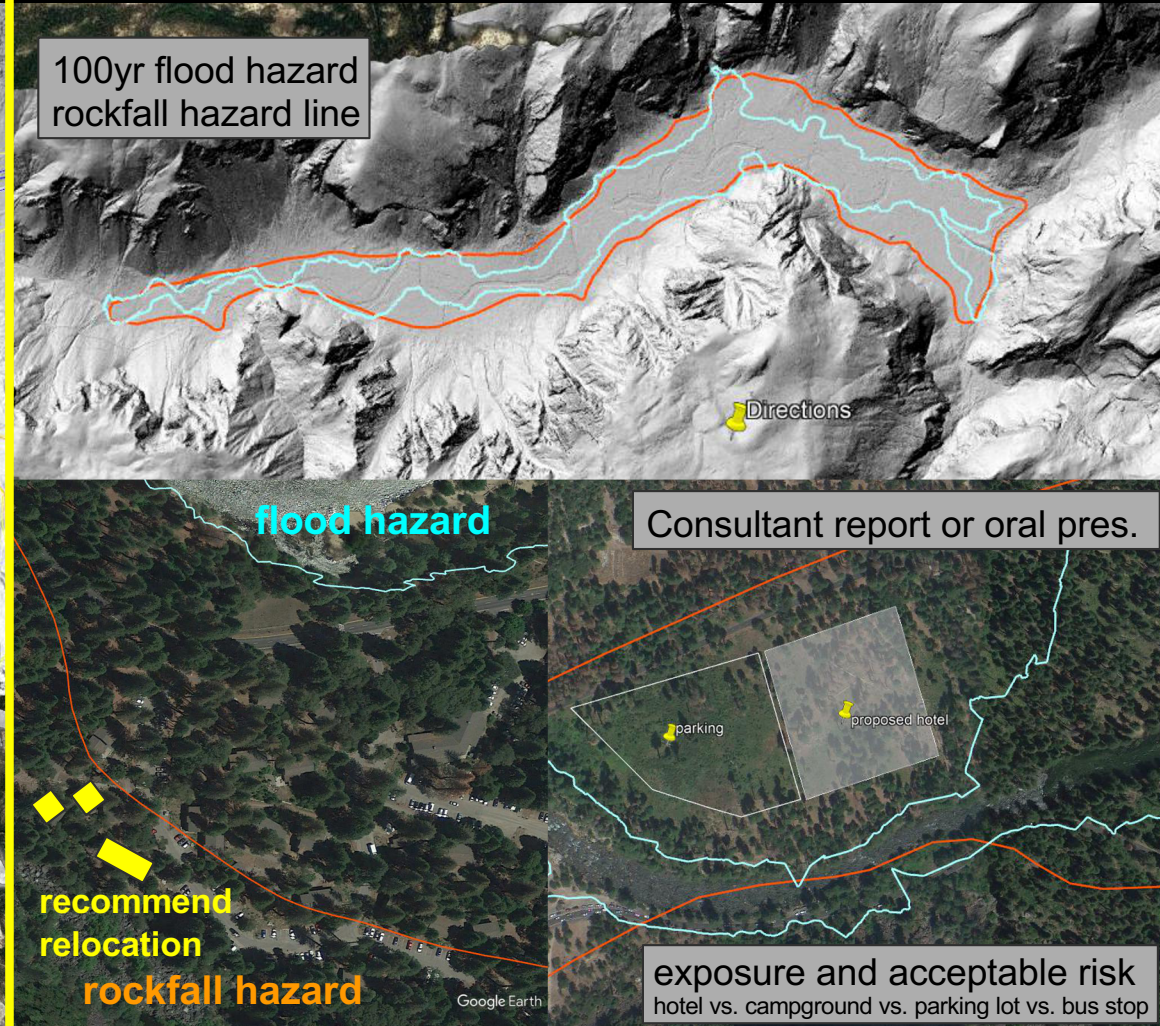 100yr flood hazard
rockfall hazard line
Directions
flood hazard
recommend
relocation
rockfall hazard
Google Earth
Consultant report or oral pres.
parking
proposed hotel
exposure and acceptable risk
hotel vs. campground vs. parking lot vs. bus stop